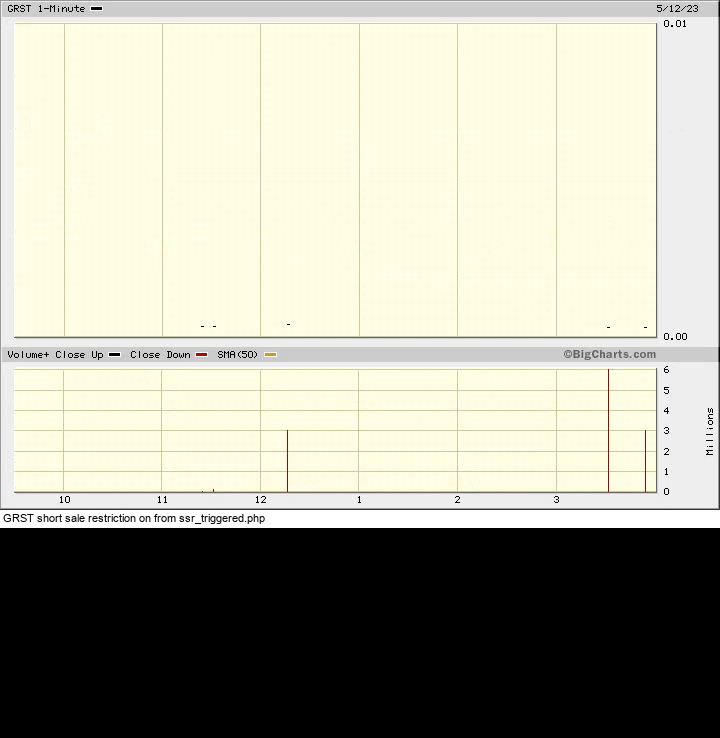 GRST 1-Minute 5/12/23
0.01
0.00
Volume+ Close Up Close Down SMA(50) ©BigCharts.com
6
5
4
3
2
1
0
Millions
10 11 12 1 2 3
GRST short sale restriction on from ssr_triggered.php